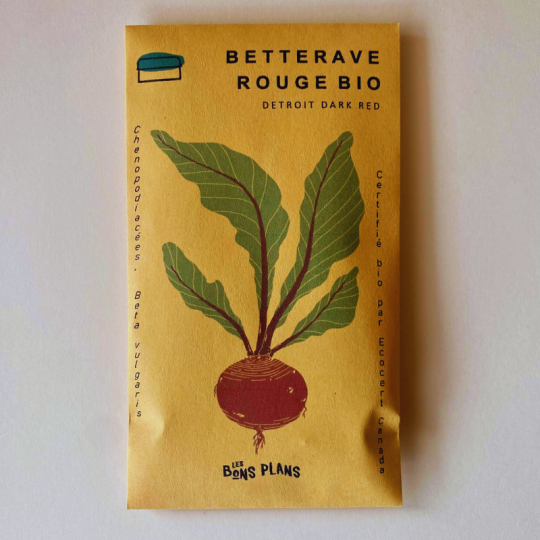 BETTERAVE
ROUGE BIO
DETROIT DARK RED
Chenopodiacées. Beta vulgaris
Certifié bio par Ecocert Canada
LES
BONS PLANS